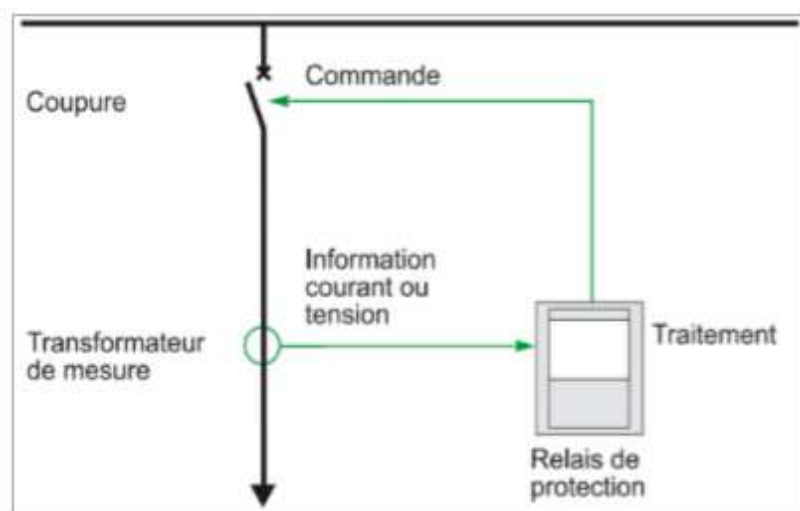 Commande
Coupure
Information
courant ou
tension
Transformateur
de mesure
Traitement
Relais de
protection